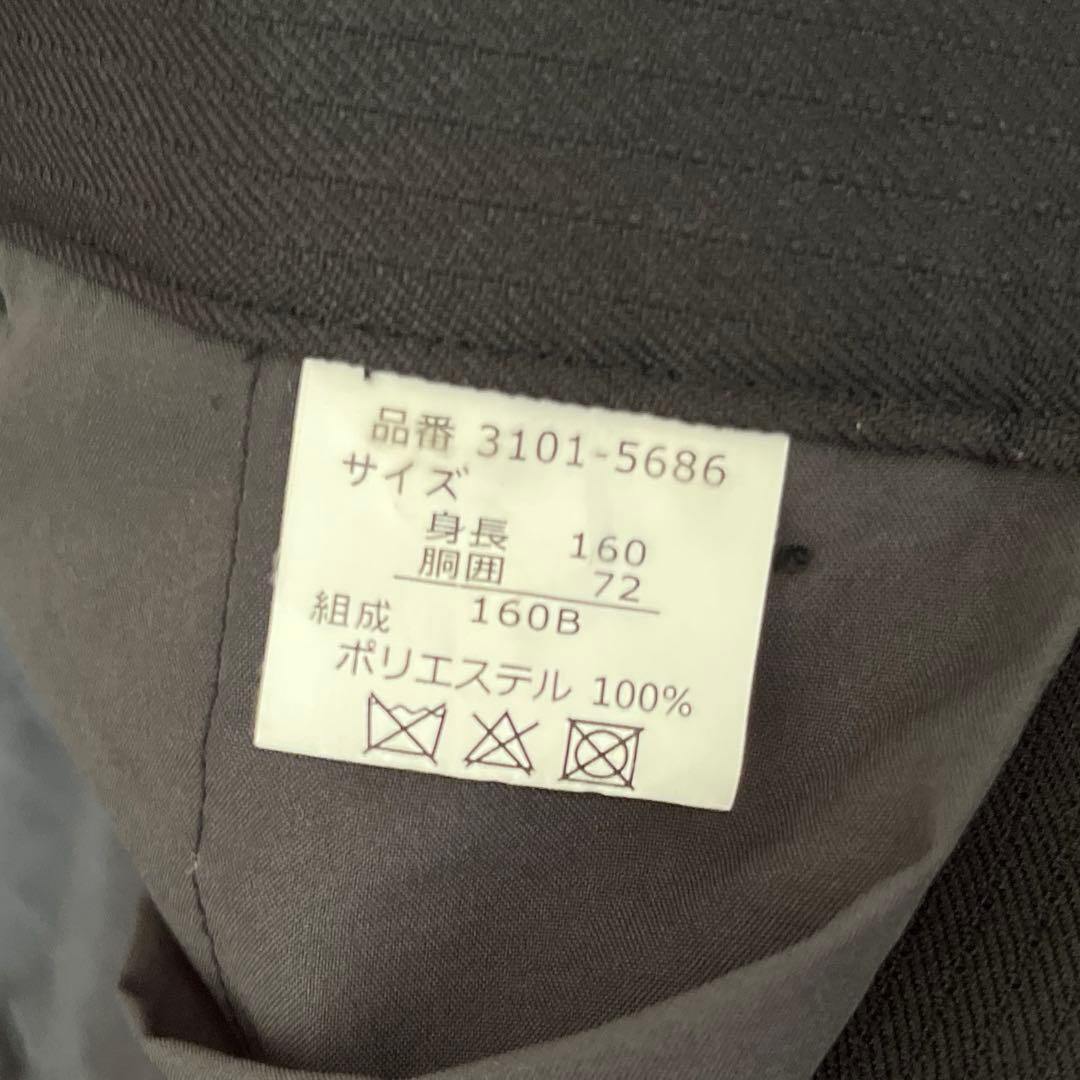 品番 3101-5686
サイズ
身長 160
胴囲 72
160B
組成
ポリエステル 100%